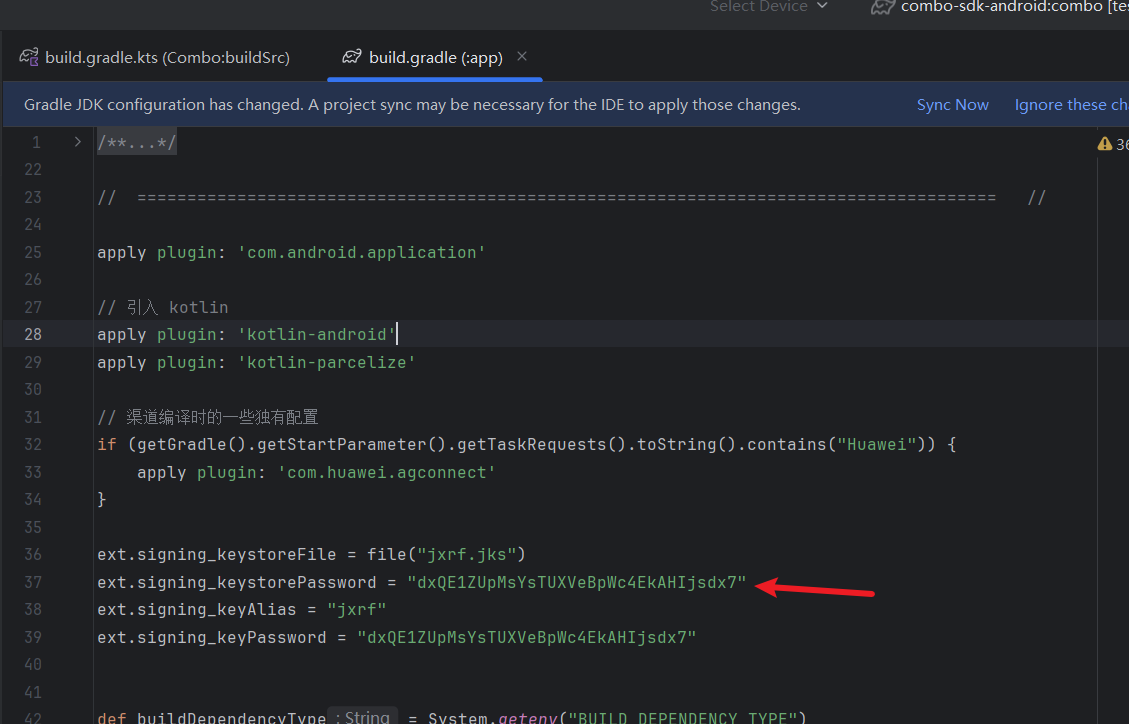 Select Device
combo-sdk-android:combo [te
build.gradle.kts (Combo:buildSrc)
build.gradle (:app)
Gradle JDK configuration has changed. A project sync may be necessary for the IDE to apply those changes.
Sync Now
Ignore these ch
1 /**...*/
36
22
23 // ====================================================================================== //
24
25 apply plugin: 'com.android.application'
26
27 // 引入 kotlin
28 apply plugin: 'kotlin-android'
29 apply plugin: 'kotlin-parcelize'
30
31 // 渠道编译时的一些独有配置
32 if (getGradle().getStartParameter().getTaskRequests().toString().contains("Huawei")) {
33 apply plugin: 'com.huawei.agconnect'
34 }
35
36 ext.signing_keystoreFile = file("jxrf.jks")
37 ext.signing_keystorePassword = "dxQE1ZUpMsYsTUXVeBpWc4EkAHIjsdx7"
38 ext.signing_keyAlias = "jxrf"
39 ext.signing_keyPassword = "dxQE1ZUpMsYsTUXVeBpWc4EkAHIjsdx7"
40
41
42 def buildDependencyType : String = System.getenv("BUILD_DEPENDENCY_TYPE")